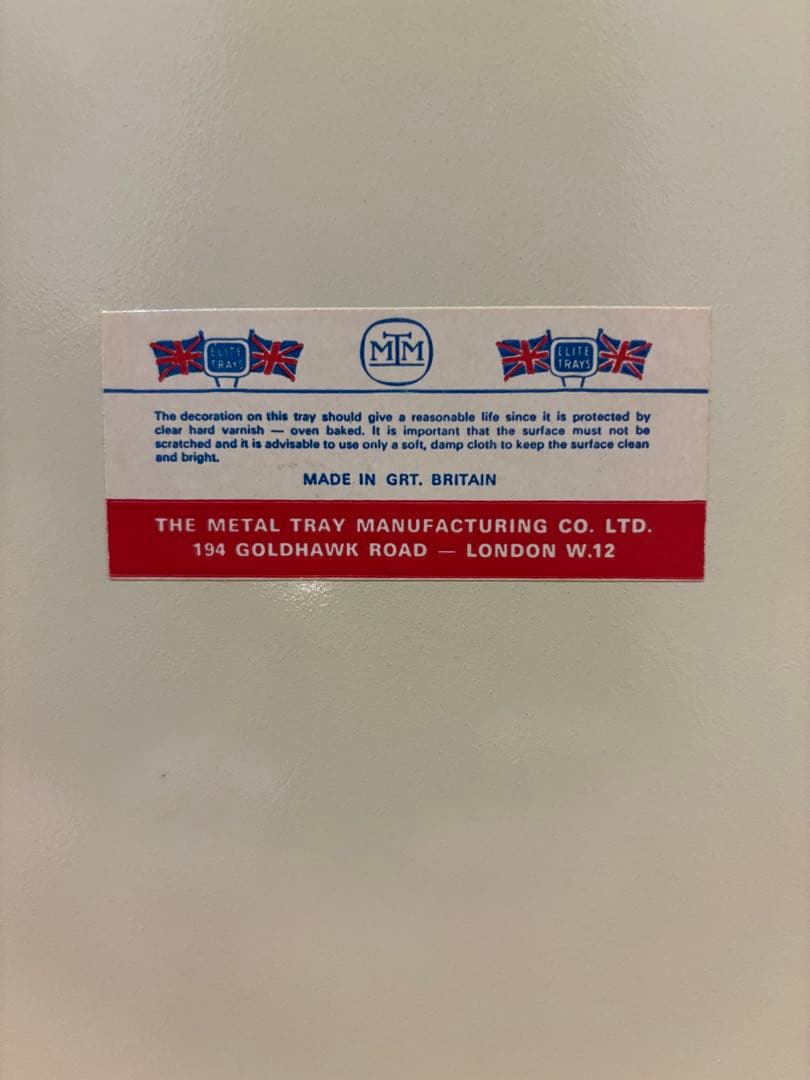 ELITE
TRAYS
MTM
ELITE
TRAYS
The decoration on this tray should give a reasonable life since it is protected by
clear hard varnish — oven baked. It is important that the surface must not be
scratched and it is advisable to use only a soft, damp cloth to keep the surface clean
and bright.
MADE IN GRT. BRITAIN
THE METAL TRAY MANUFACTURING CO. LTD.
194 GOLDHAWK ROAD — LONDON W.12